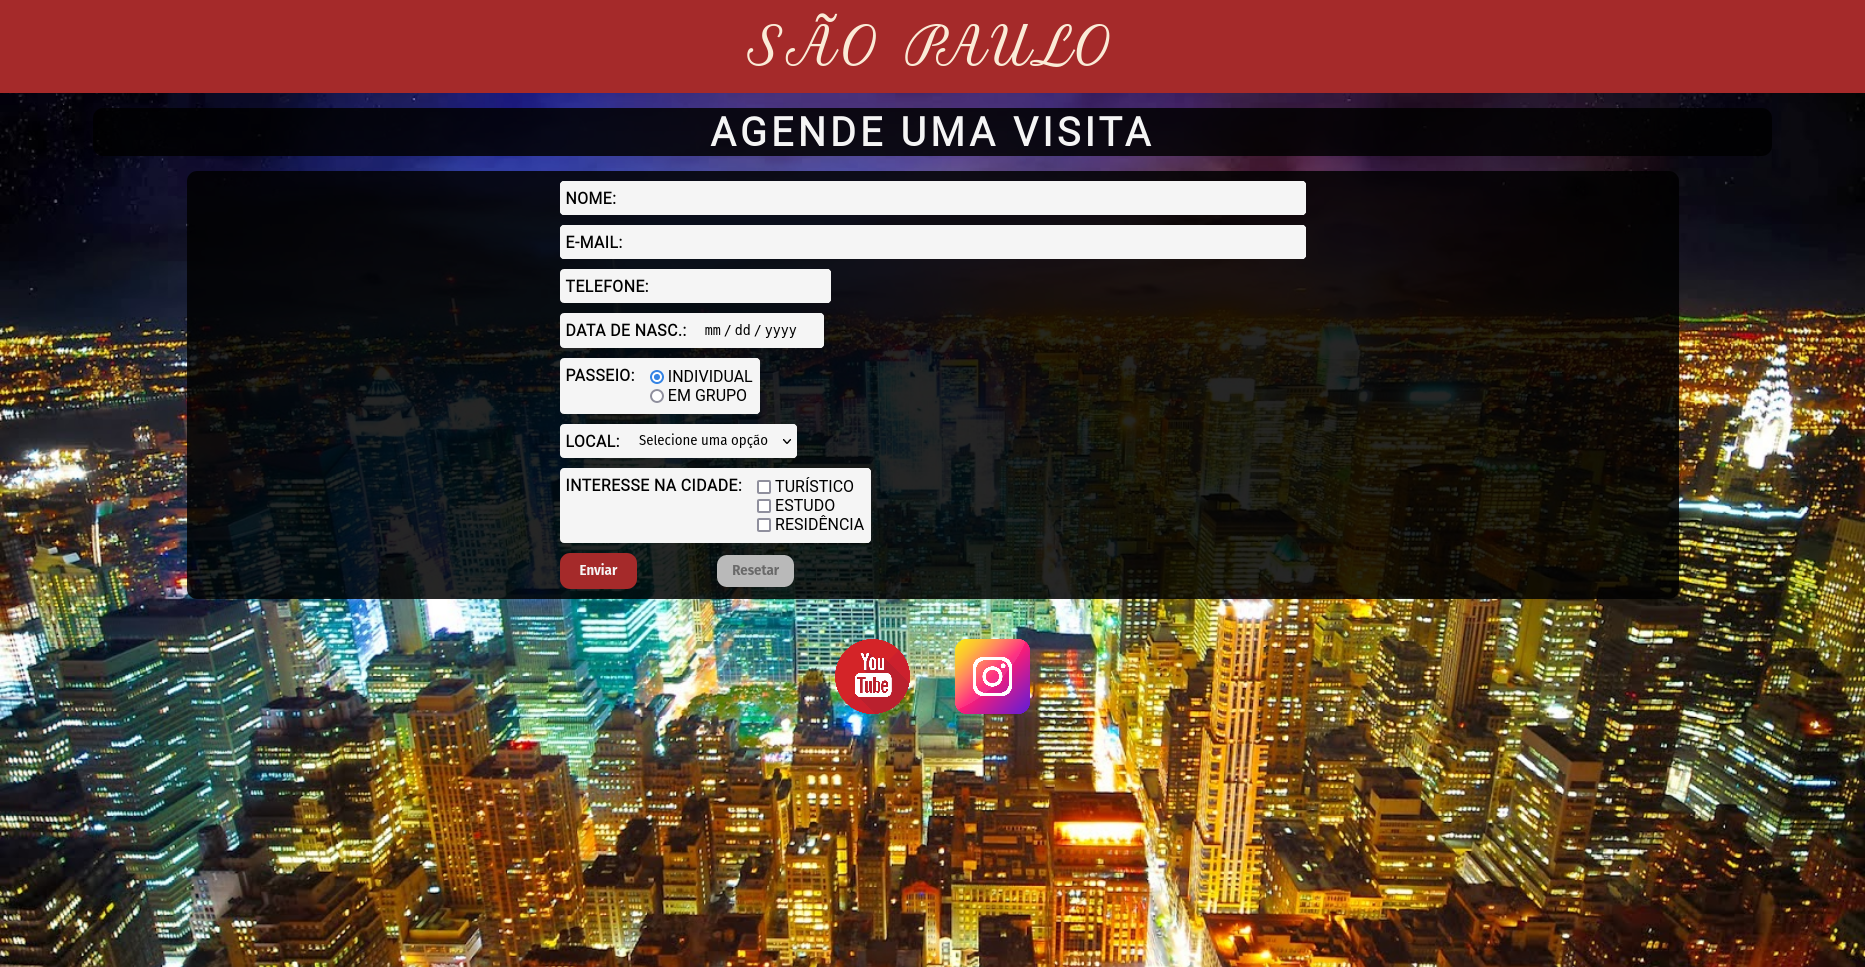 SÃO PAULO
AGENDE UMA VISITA
NOME:
E-MAIL:
TELEFONE:
DATA DE NASC.: mm / dd / yyyy
PASSEIO: INDIVIDUAL
EM GRUPO
LOCAL: Selecione uma opção
INTERESSE NA CIDADE: TURÍSTICO
ESTUDO
RESIDÊNCIA
Enviar Resetar
You
Tube